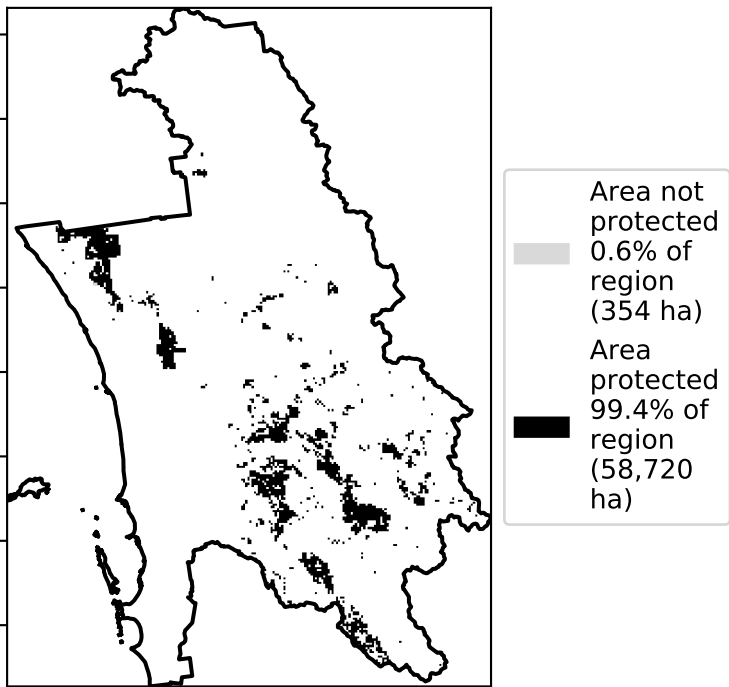 Area not
protected
0.6% of
region
(354 ha)
Area
protected
99.4% of
region
(58,720
ha)